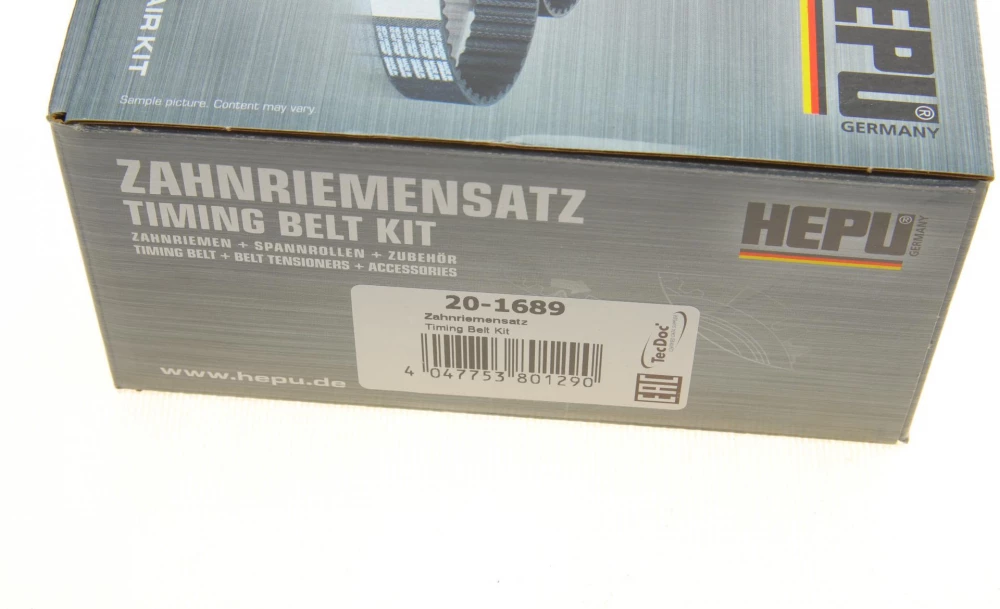 AIR KIT
Sample picture. Content may vary
HEPU®
GERMANY
ZAHNRIEMENSATZ
TIMING BELT KIT
ZAHNRIEMEN + SPANNROLLEN + ZUBEHÖR
TIMING BELT + BELT TENSIONERS + ACCESSORIES
HEPU®
GERMANY
20-1689
Zahnriemensatz
Timing Belt Kit
4 047753 801290
TecDoc
EAC
www.hepu.de